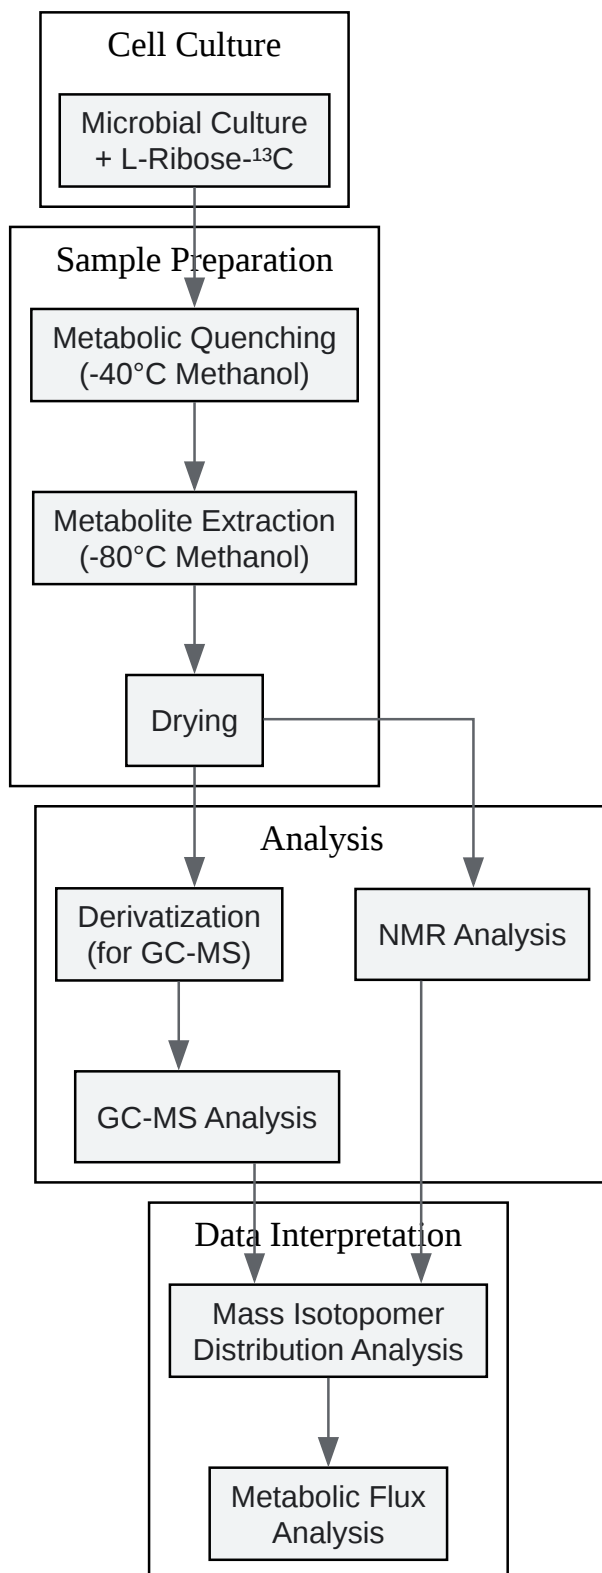 Cell Culture
Microbial Culture
+ L-Ribose-¹³C
Sample Preparation
Metabolic Quenching
(-40°C Methanol)
Metabolite Extraction
(-80°C Methanol)
Drying
Analysis
Derivatization
(for GC-MS)
NMR Analysis
GC-MS Analysis
Data Interpretation
Mass Isotopomer
Distribution Analysis
Metabolic Flux
Analysis